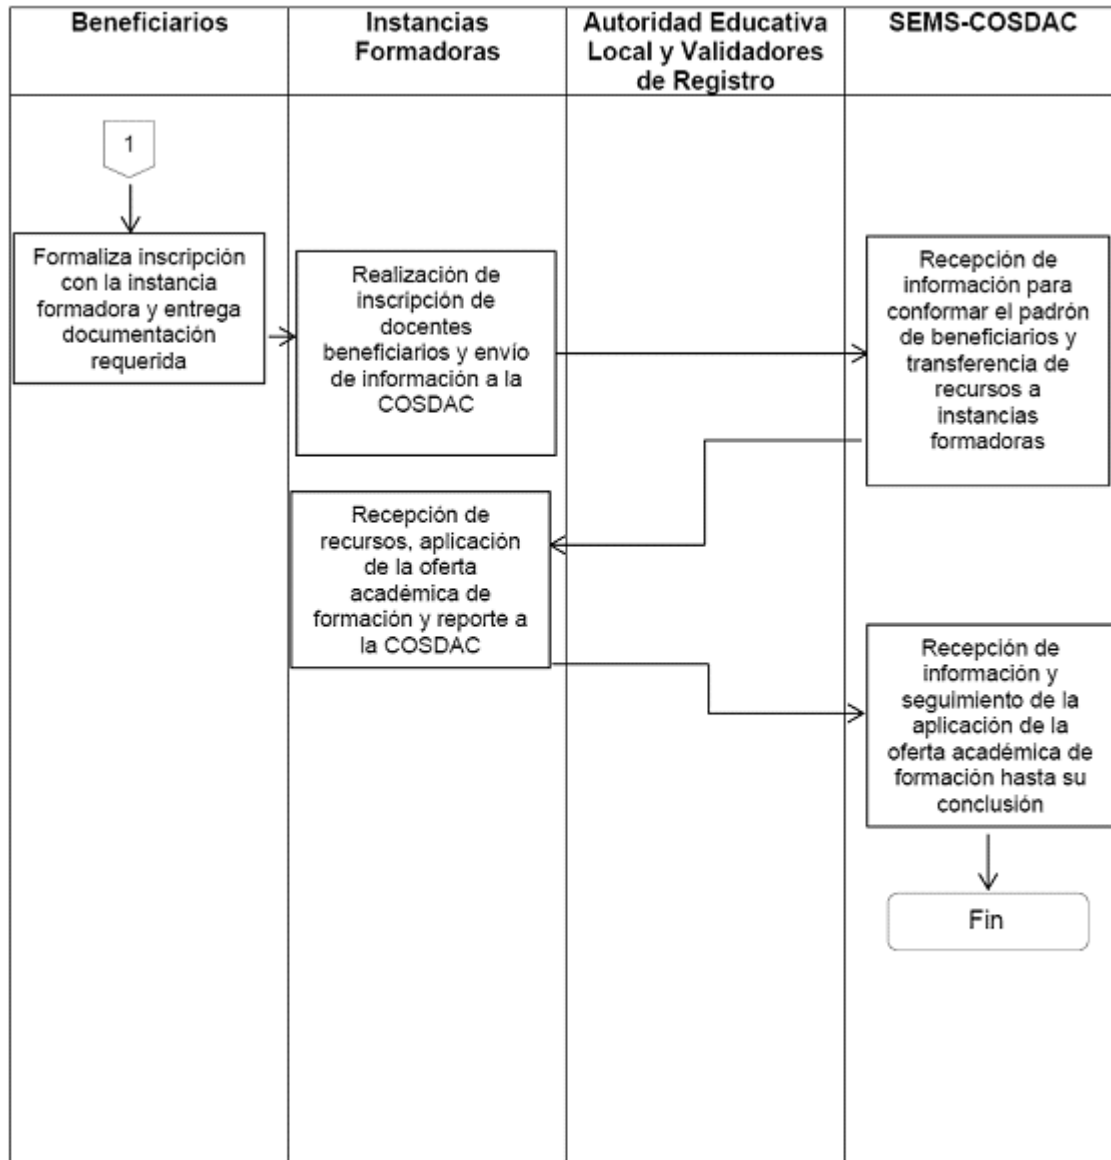 Beneficiarios
Instancias
Formadoras
Autoridad Educativa
Local y Validadores
de Registro
SEMS-COSDAC
1
Formaliza inscripción
con la instancia
formadora y entrega
documentación
requerida
Realización de
inscripción de
docentes
beneficiarios y envío
de información a la
COSDAC
Recepción de
información para
conformar el padrón
de beneficiarios y
transferencia de
recursos a
instancias
formadoras
Recepción de
recursos, aplicación
de la oferta
académica de
formación y reporte a
la COSDAC
Recepción de
información y
seguimiento de la
aplicación de la
oferta académica de
formación hasta su
conclusión
Fin